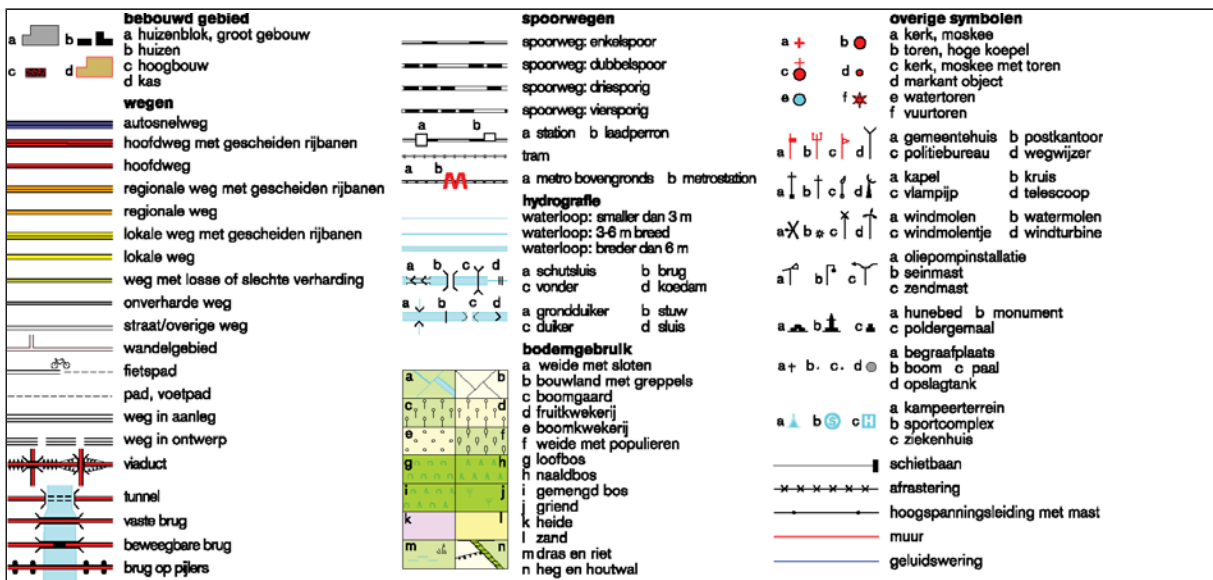 bebouwd gebied
a b a huizenblok, groot gebouw
b huizen
c d c hoogbouw
d kas
wegen
autosnelweg
hoofdweg met gescheiden rijbanen
hoofdweg
regionale weg met gescheiden rijbanen
regionale weg
lokale weg met gescheiden rijbanen
lokale weg
weg met losse of slechte verharding
onverharde weg
straat/overige weg
wandelgebied
fietspad
pad, voetpad
weg in aanleg
weg in ontwerp
viaduct
tunnel
vaste brug
beweegbare brug
brug op pijlers
spoorwegen
spoorweg: enkelspoor
spoorweg: dubbelspoor
spoorweg: driesporig
spoorweg: viersporig
a b
a station b laadperron
tram
a b M
a metro bovengronds b metrostation
hydrografie
waterloop: smaller dan 3 m
waterloop: 3-6 m breed
waterloop: breder dan 6 m
a b c d
a schutsluis b brug
c vonder d koedam
a b c d
a grondduiker b stuw
c duiker d sluis
bodemgebruik
a b
c d
e f
g h
i j
k l
m n
a weide met sloten
b bouwland met greppels
c boomgaard
d fruitkwekerij
e boomkwekerij
f weide met populieren
g loofbos
h naaldbos
i gemengd bos
j griend
k heide
l zand
m dras en riet
n heg en houtwal
overige symbolen
a b a kerk, moskee
b toren, hoge koepel
c d c kerk, moskee met toren
d markant object
e f e watertoren
f vuurtoren
a b c d
a gemeentehuis b postkantoor
c politiebureau d wegwijzer
a b c d
a kapel b kruis
c vlampijp d telescoop
a b c d
a windmolen b watermolen
c windmolentje d windturbine
a b c
a oliepompinstallatie
b seinmast
c zendmast
a b c
a hunebed b monument
c poldergemaal
a b c d
a begraafplaats
b boom c paal
d opslagtank
a b S c H
a kampeerterrein
b sportcomplex
c ziekenhuis
schietbaan
afrastering
hoogspanningsleiding met mast
muur
geluidswering